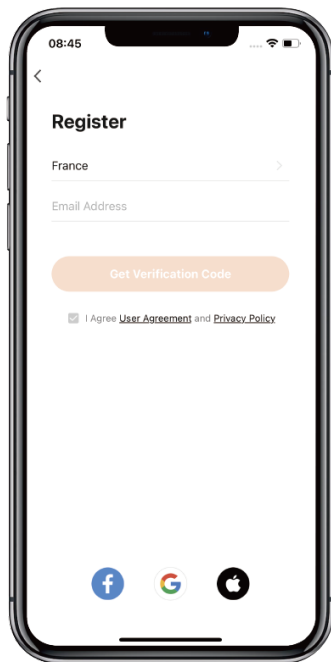 08:45
Register
France
Email Address
Get Verification Code
I Agree User Agreement and Privacy Policy